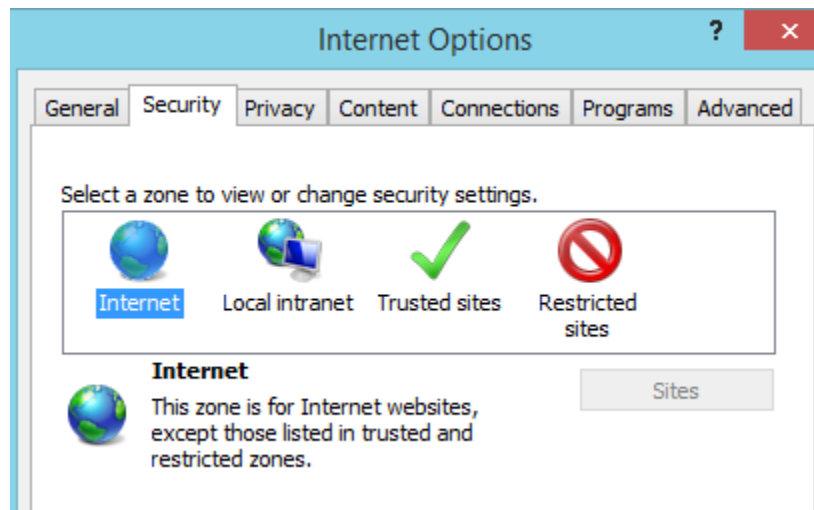 Internet Options
?
General Security Privacy Content Connections Programs Advanced
Select a zone to view or change security settings.
Internet Local intranet Trusted sites Restricted
sites
Internet
Sites
This zone is for Internet websites,
except those listed in trusted and
restricted zones.